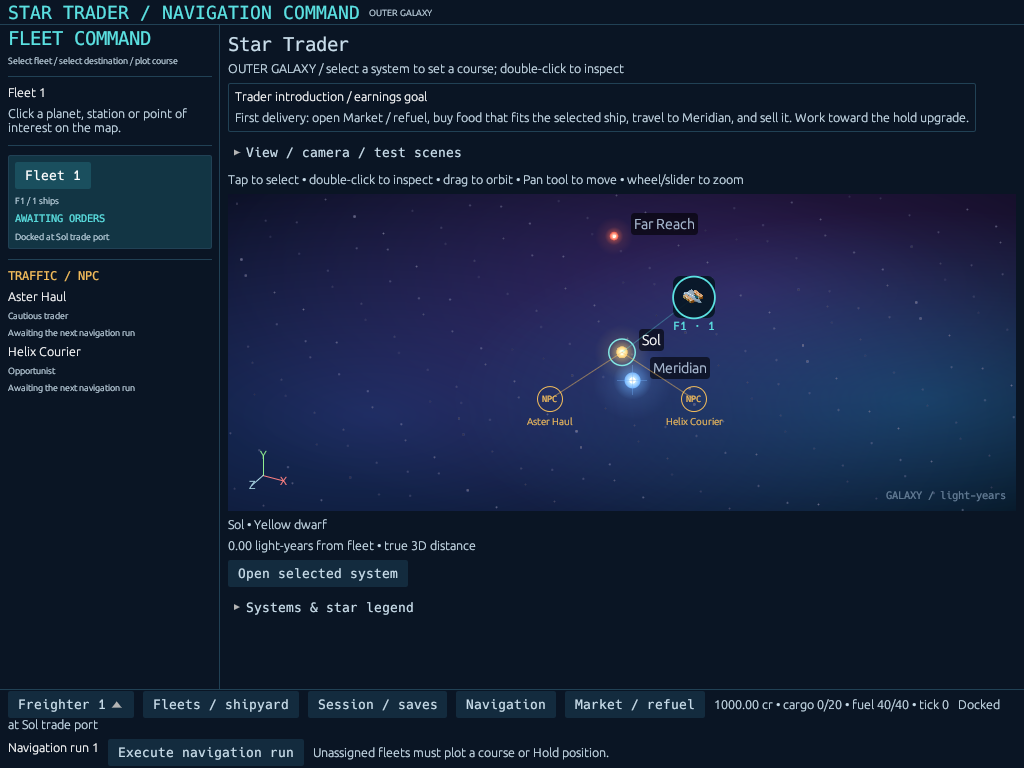 STAR TRADER / NAVIGATION COMMAND OUTER GALAXY
FLEET COMMAND
Select fleet / select destination / plot course
Fleet 1
Click a planet, station or point of
interest on the map.
Fleet 1
F1 / 1 ships
AWAITING ORDERS
Docked at Sol trade port
TRAFFIC / NPC
Aster Haul
Cautious trader
Awaiting the next navigation run
Helix Courier
Opportunist
Awaiting the next navigation run
Star Trader
OUTER GALAXY / select a system to set a course; double-click to inspect
Trader introduction / earnings goal
First delivery: open Market / refuel, buy food that fits the selected ship, travel to Meridian, and sell it. Work toward the hold upgrade.
View / camera / test scenes
Tap to select • double-click to inspect • drag to orbit • Pan tool to move • wheel/slider to zoom
Far Reach
F1 · 1
Sol
Meridian
NPC
NPC
Aster Haul
Helix Courier
Y
Z
X
GALAXY / light-years
Sol • Yellow dwarf
0.00 light-years from fleet • true 3D distance
Open selected system
Systems & star legend
Freighter 1 Fleets / shipyard Session / saves Navigation Market / refuel 1000.00 cr • cargo 0/20 • fuel 40/40 • tick 0 Docked
at Sol trade port
Navigation run 1 Execute navigation run Unassigned fleets must plot a course or Hold position.